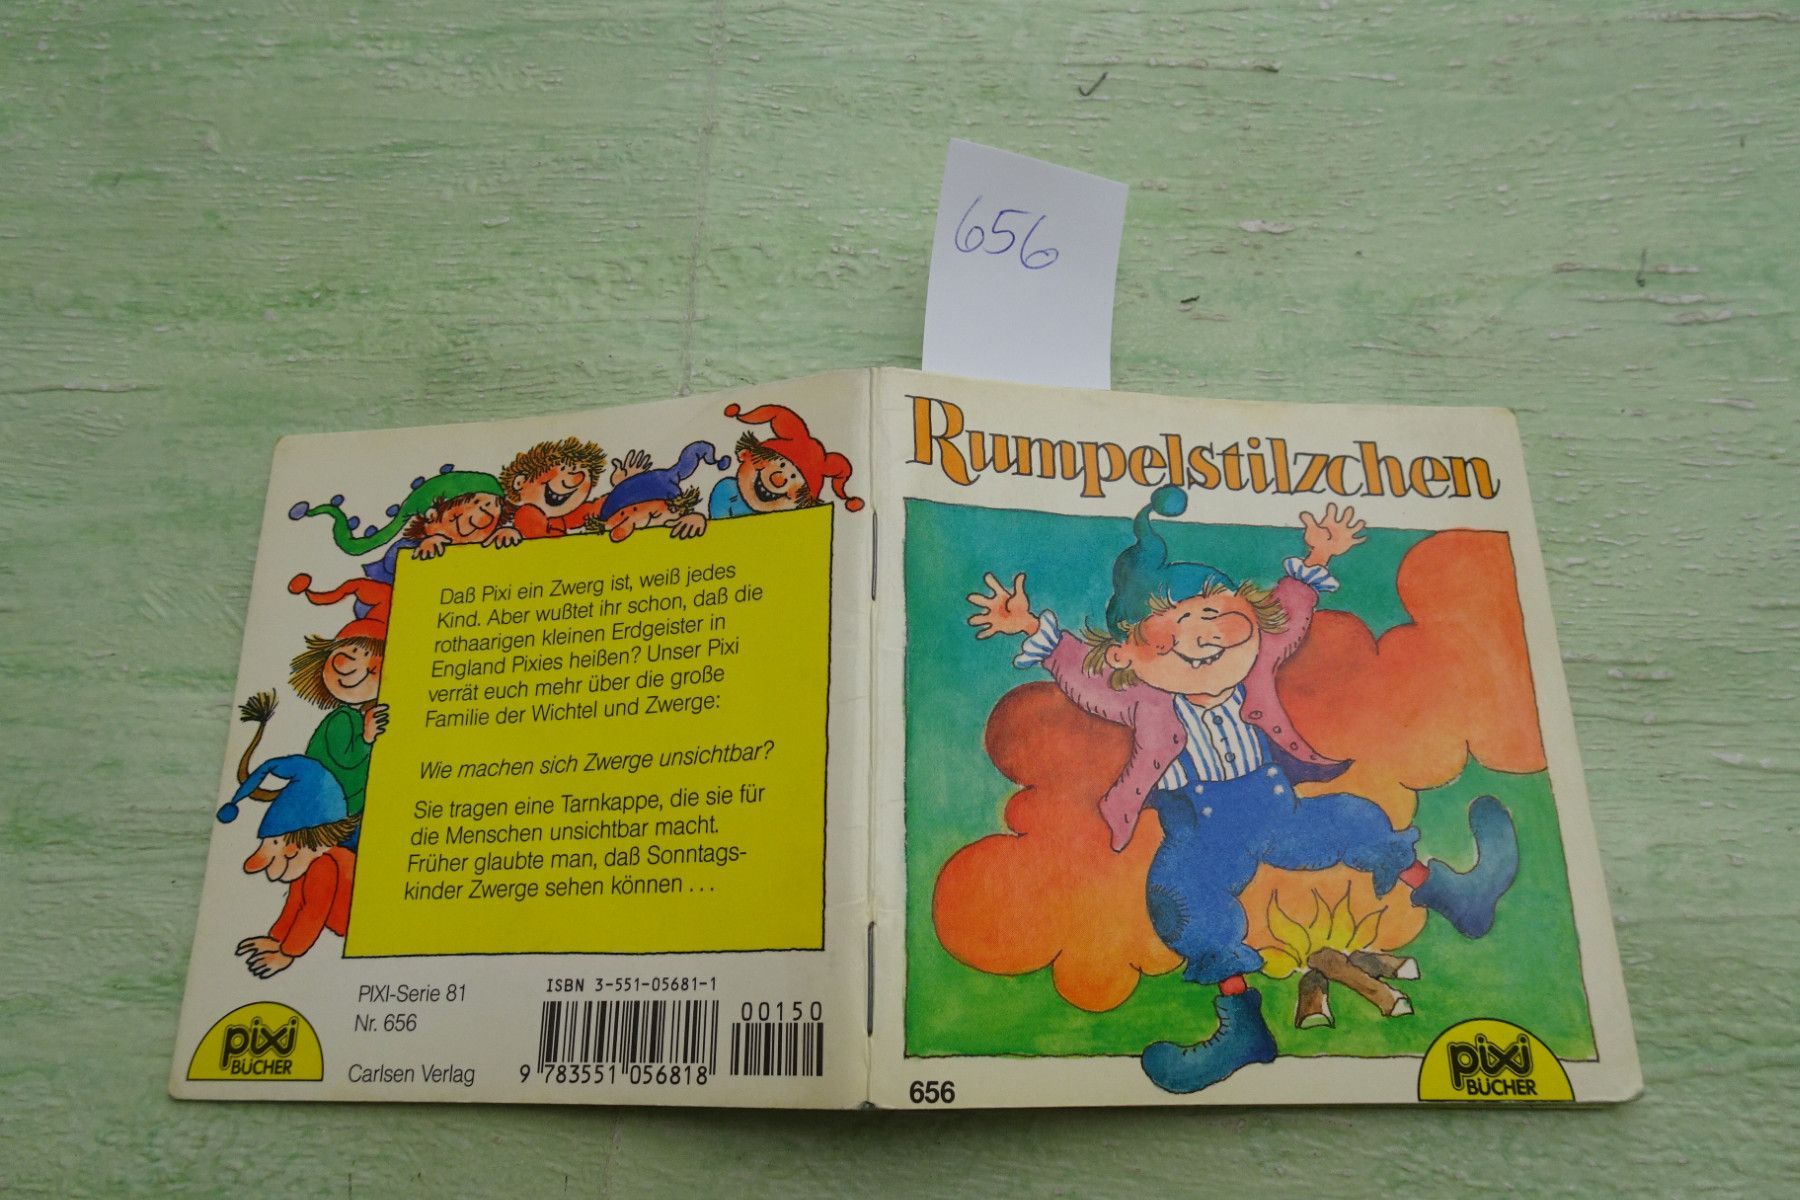 656
Daß Pixi ein Zwerg ist, weiß jedes
Kind. Aber wußtet ihr schon, daß die
rothaarigen kleinen Erdgeister in
England Pixies heißen? Unser Pixi
verrät euch mehr über die große
Familie der Wichtel und Zwerge:
Wie machen sich Zwerge unsichtbar?
Sie tragen eine Tarnkappe, die sie für
die Menschen unsichtbar macht.
Früher glaubte man, daß Sonntags-
kinder Zwerge sehen können . . .
pixi
BÜCHER
PIXI-Serie 81
Nr. 656
Carlsen Verlag
ISBN 3-551-05681-1
00150
9 783551 056818
Rumpelstilzchen
656
pixi
BÜCHER